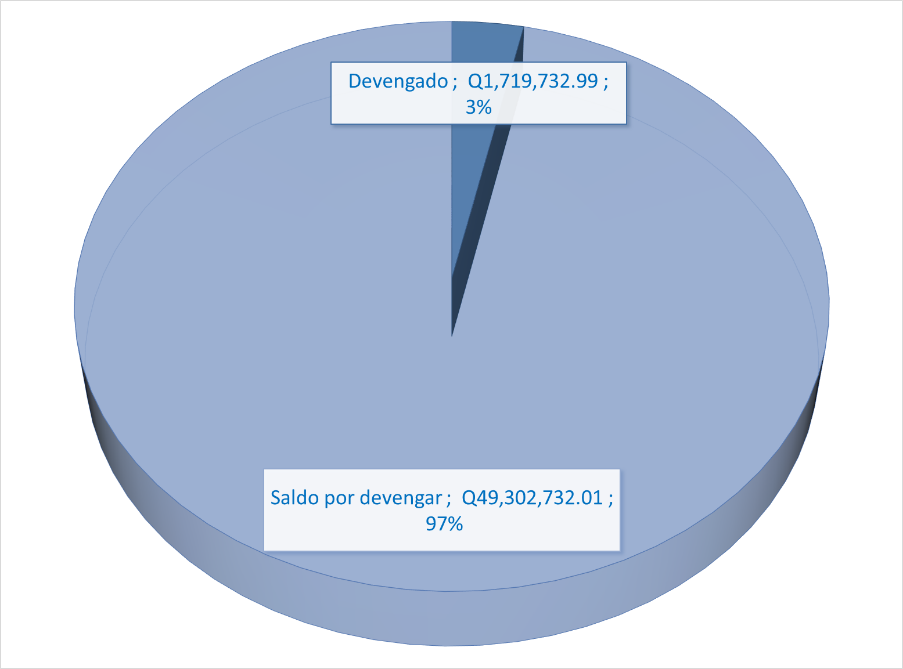 Devengado ;  Q1,719,732.99 ;
3%
Saldo por devengar ;  Q49,302,732.01 ;
97%